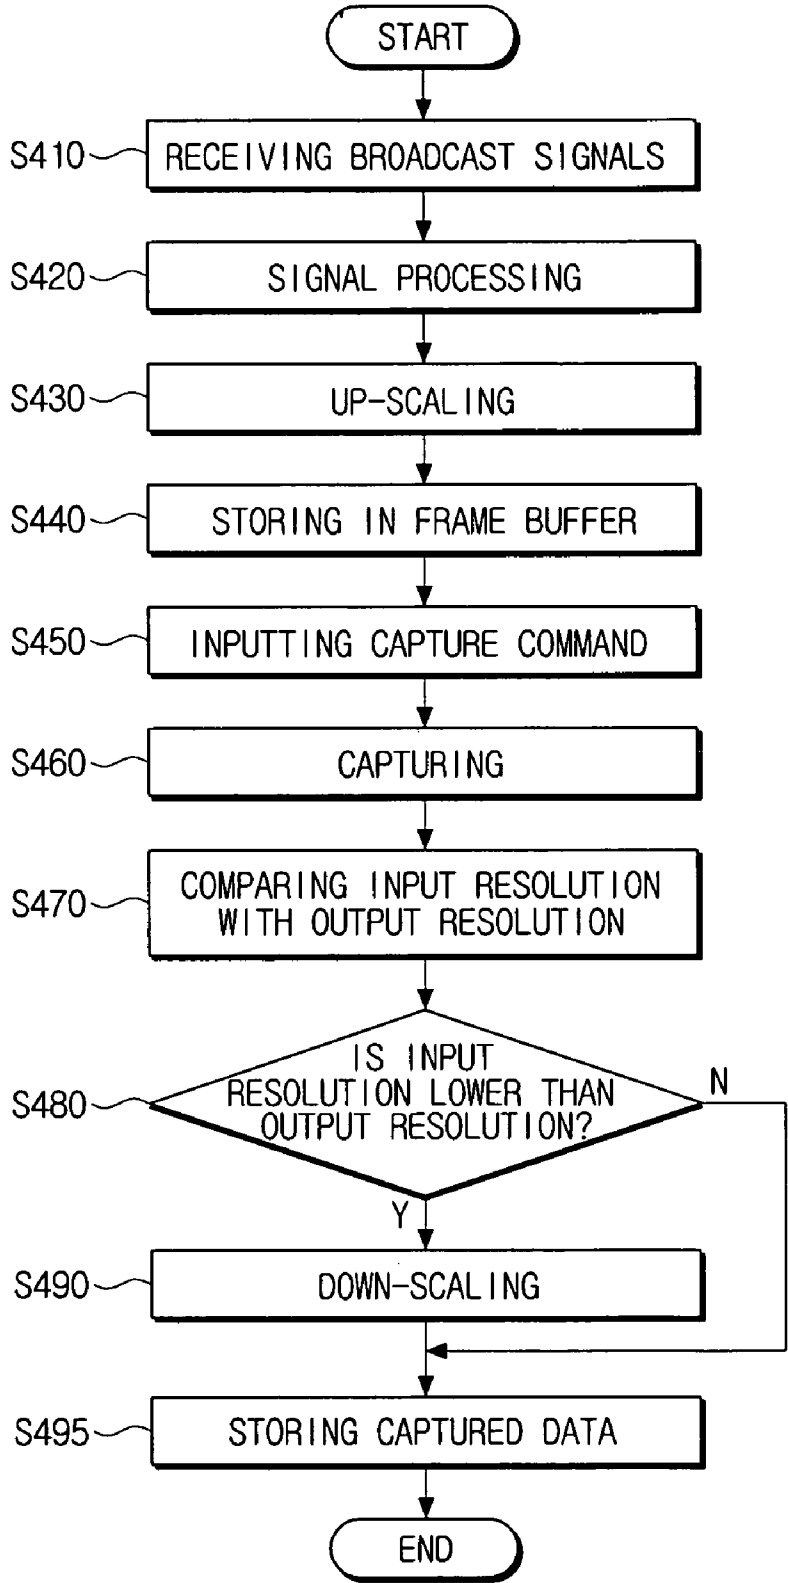 START
S410 RECEIVING BROADCAST SIGNALS
S420 SIGNAL PROCESSING
S430 UP-SCALING
S440 STORING IN FRAME BUFFER
S450 INPUTTING CAPTURE COMMAND
S460 CAPTURING
S470 COMPARING INPUT RESOLUTION
WITH OUTPUT RESOLUTION
IS INPUT
N
S480 RESOLUTION LOWER THAN
OUTPUT RESOLUTION?
Y
S490 DOWN-SCALING
S495 STORING CAPTURED DATA
END